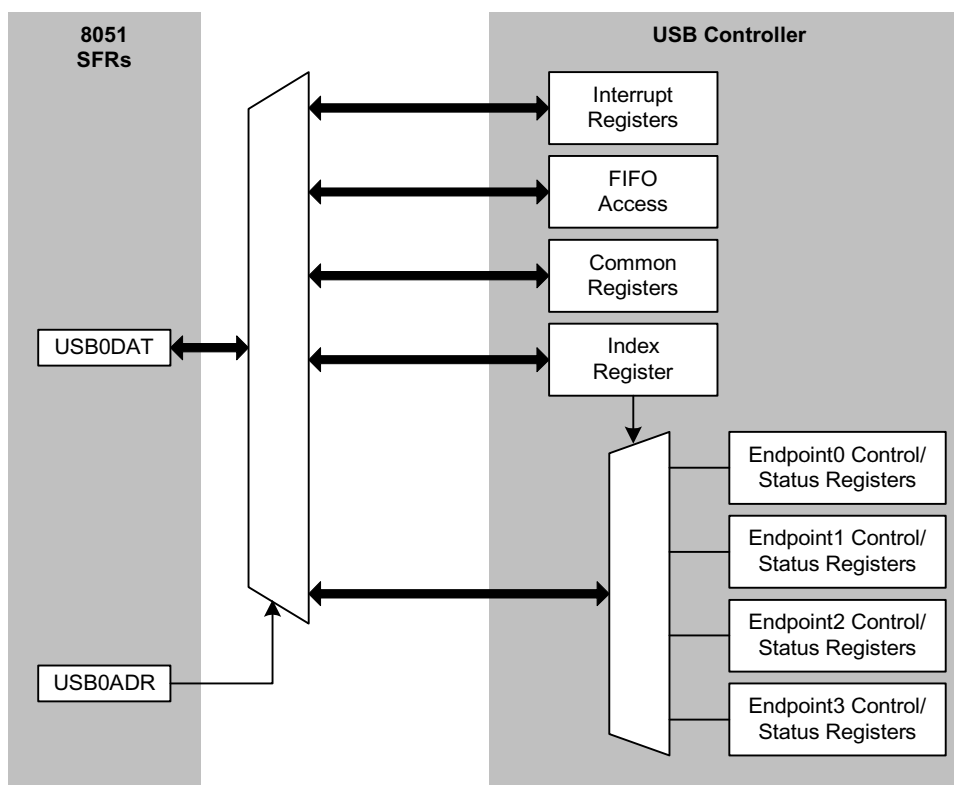 8051
SFRs
USB Controller
Interrupt
Registers
FIFO
Access
Common
Registers
USB0DAT
Index
Register
Endpoint0 Control/
Status Registers
Endpoint1 Control/
Status Registers
Endpoint2 Control/
Status Registers
USB0ADR
Endpoint3 Control/
Status Registers